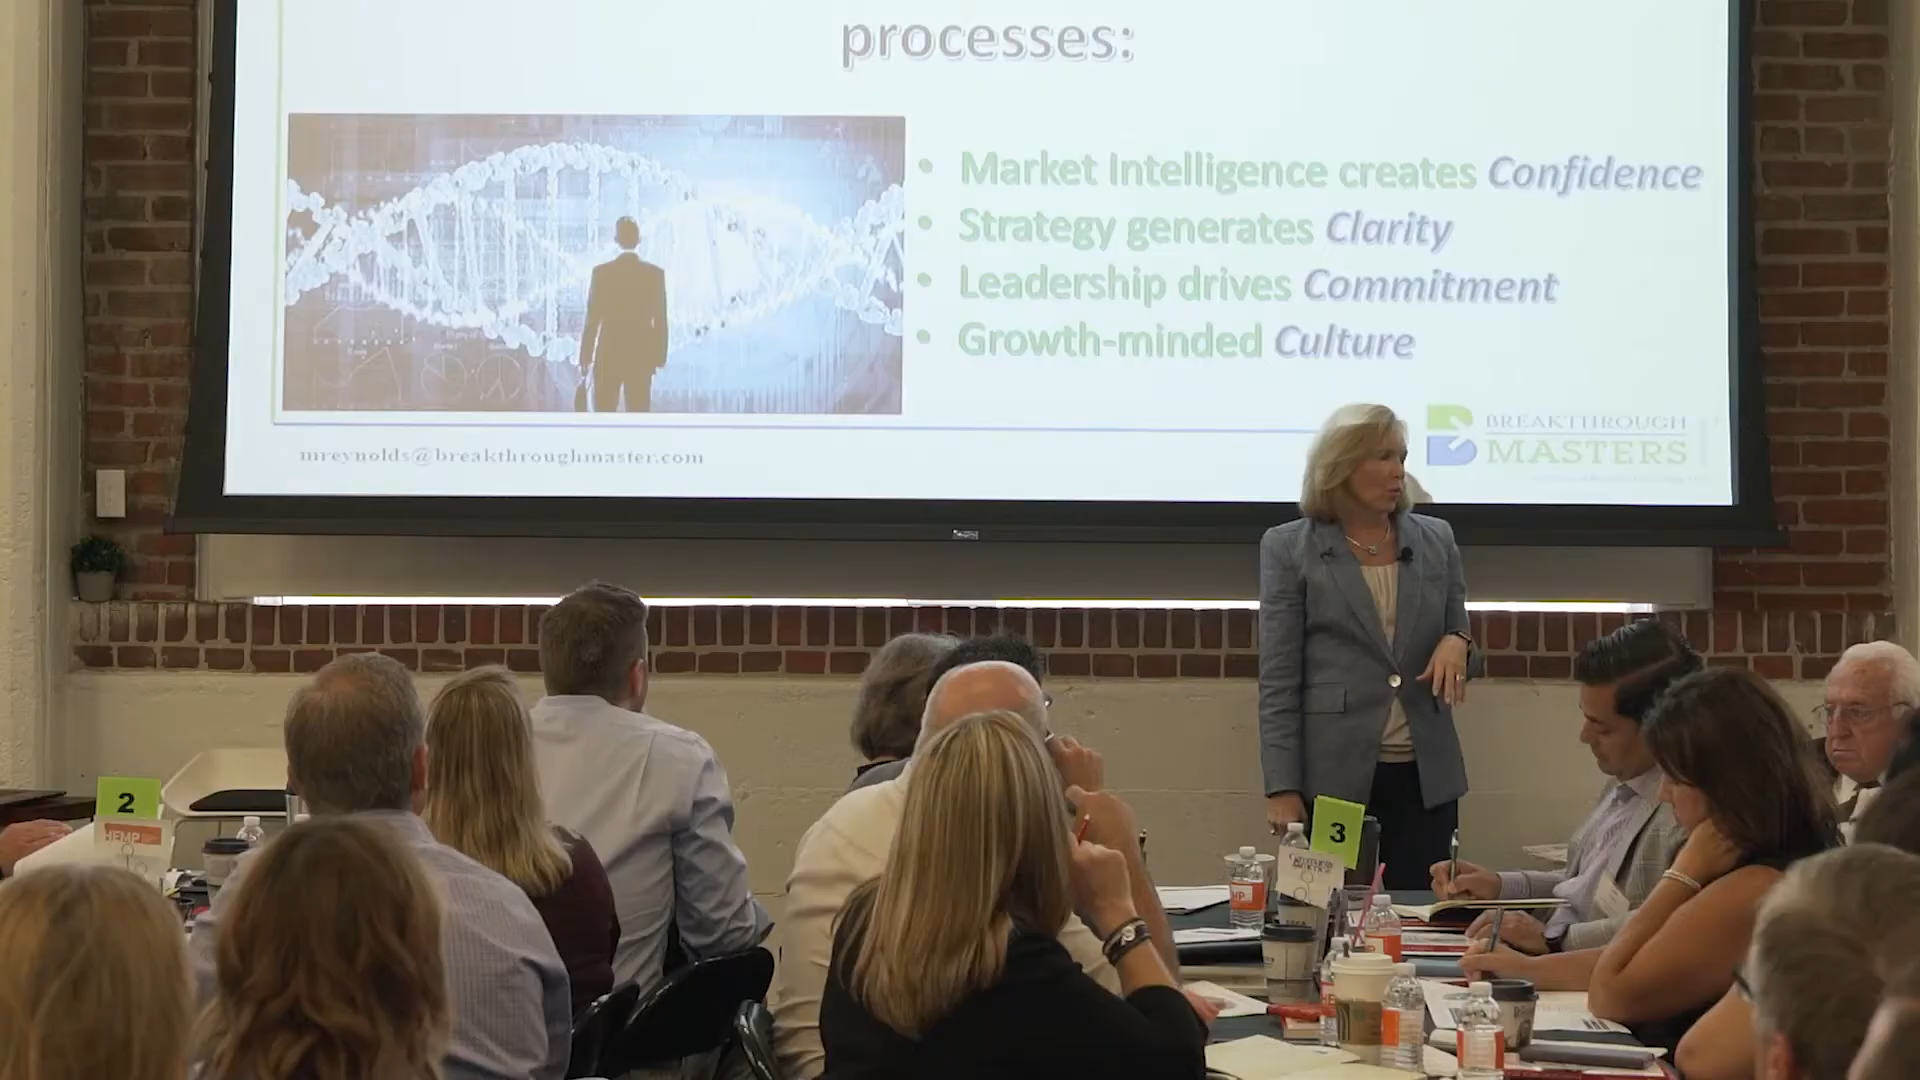 processes:
• Market Intelligence creates Confidence
• Strategy generates Clarity
• Leadership drives Commitment
• Growth-minded Culture
BREAKTHROUGH
MASTERS
mreynolds@breakthroughmaster.com
2
HEMP
3